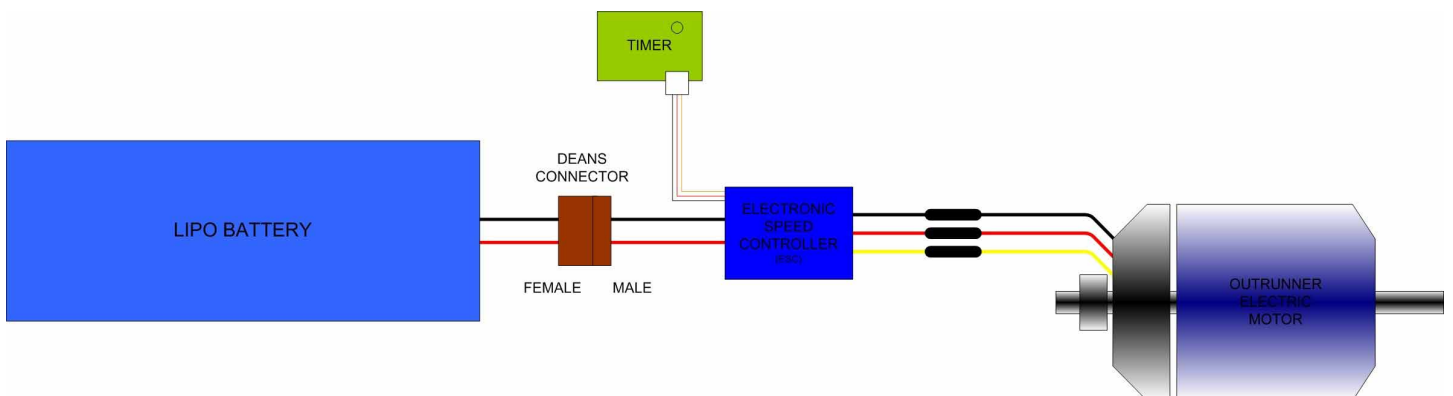 TIMER
DEANS
CONNECTOR
LIPO BATTERY
FEMALE
MALE
ELECTRONIC
SPEED
CONTROLLER
(ESC)
OUTRUNNER
ELECTRIC
MOTOR